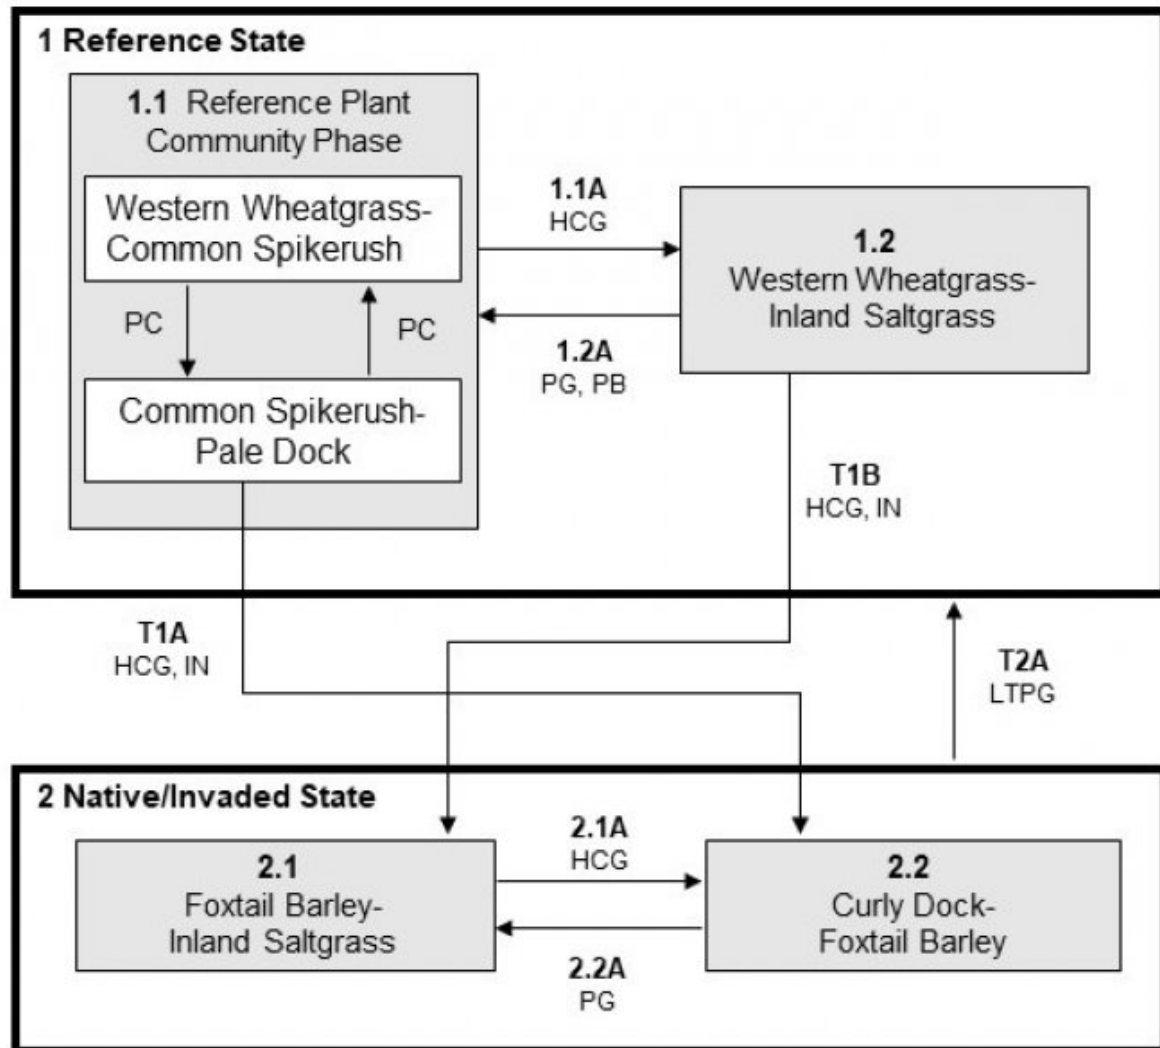 1 Reference State
1.1 Reference Plant
Community Phase
Western Wheatgrass-
Common Spikerush
PC
PC
Common Spikerush-
Pale Dock
1.1A
HCG
1.2A
PG, PB
1.2
Western Wheatgrass-
Inland Saltgrass
T1B
HCG, IN
T1A
HCG, IN
T2A
LTPG
2 Native/Invaded State
2.1
Foxtail Barley-
Inland Saltgrass
2.1A
HCG
2.2A
PG
2.2
Curly Dock-
Foxtail Barley